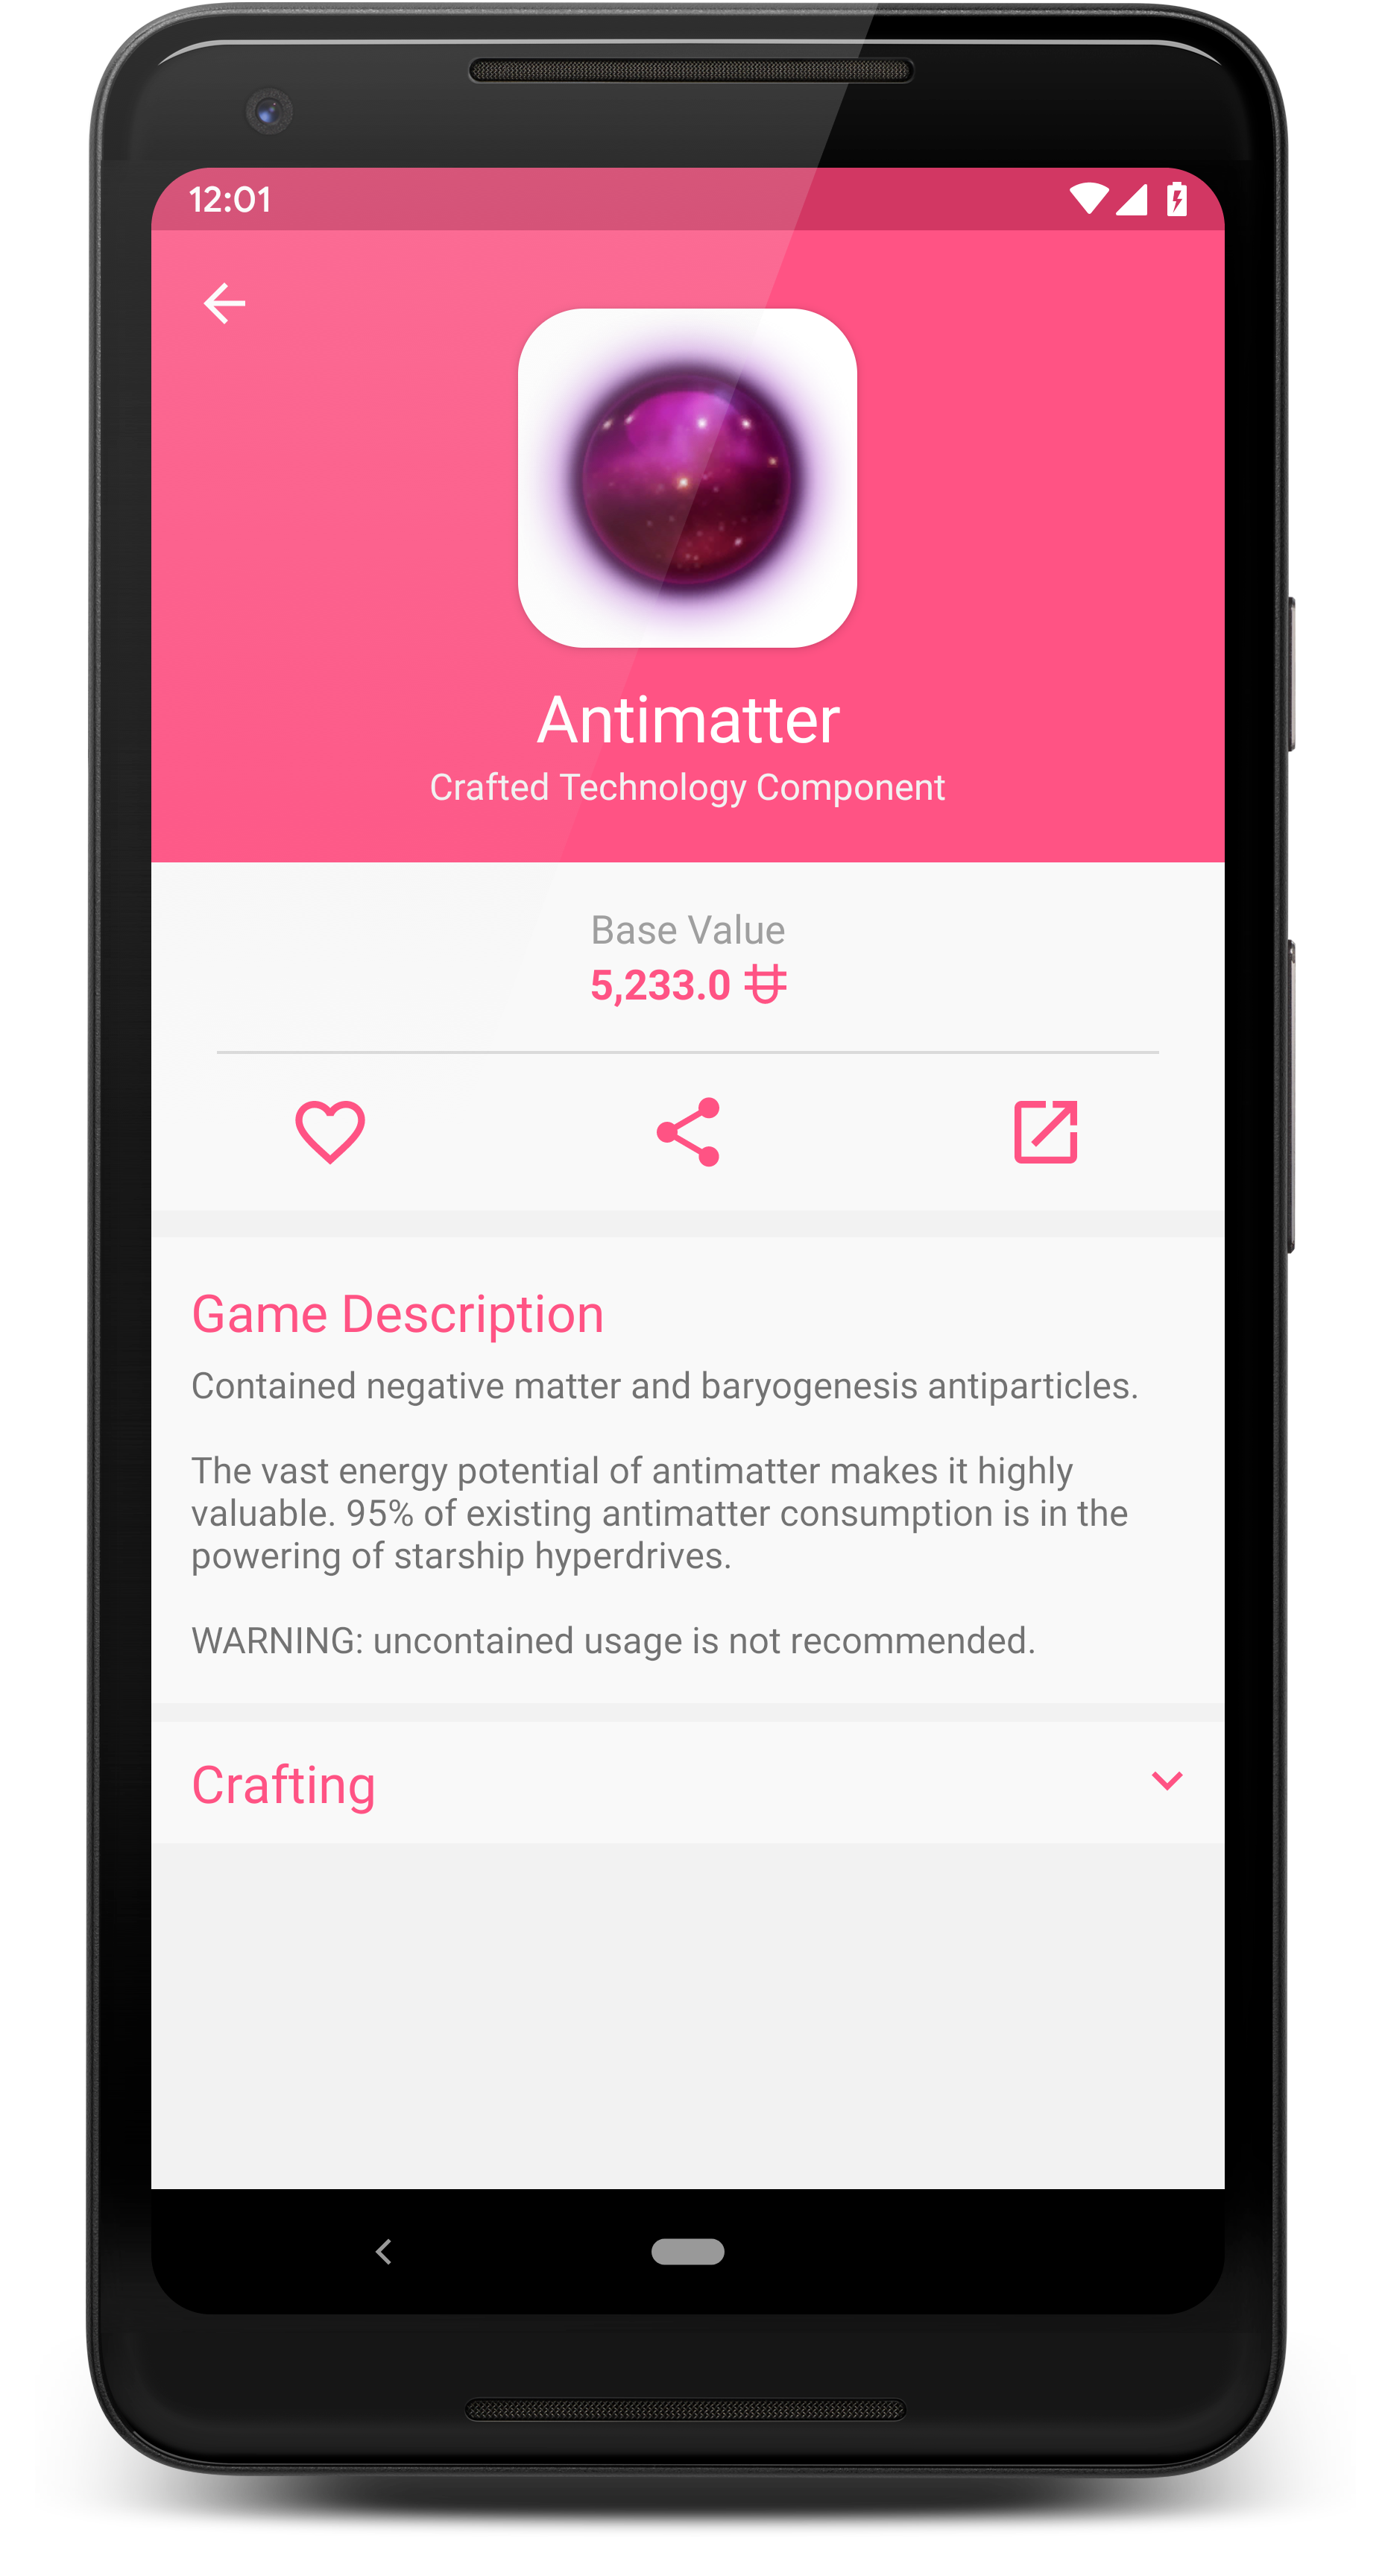 12:01
Antimatter
Crafted Technology Component
Base Value
5,233.0
Game Description
Contained negative matter and baryogenesis antiparticles.
The vast energy potential of antimatter makes it highly
valuable. 95% of existing antimatter consumption is in the
powering of starship hyperdrives.
WARNING: uncontained usage is not recommended.
Crafting